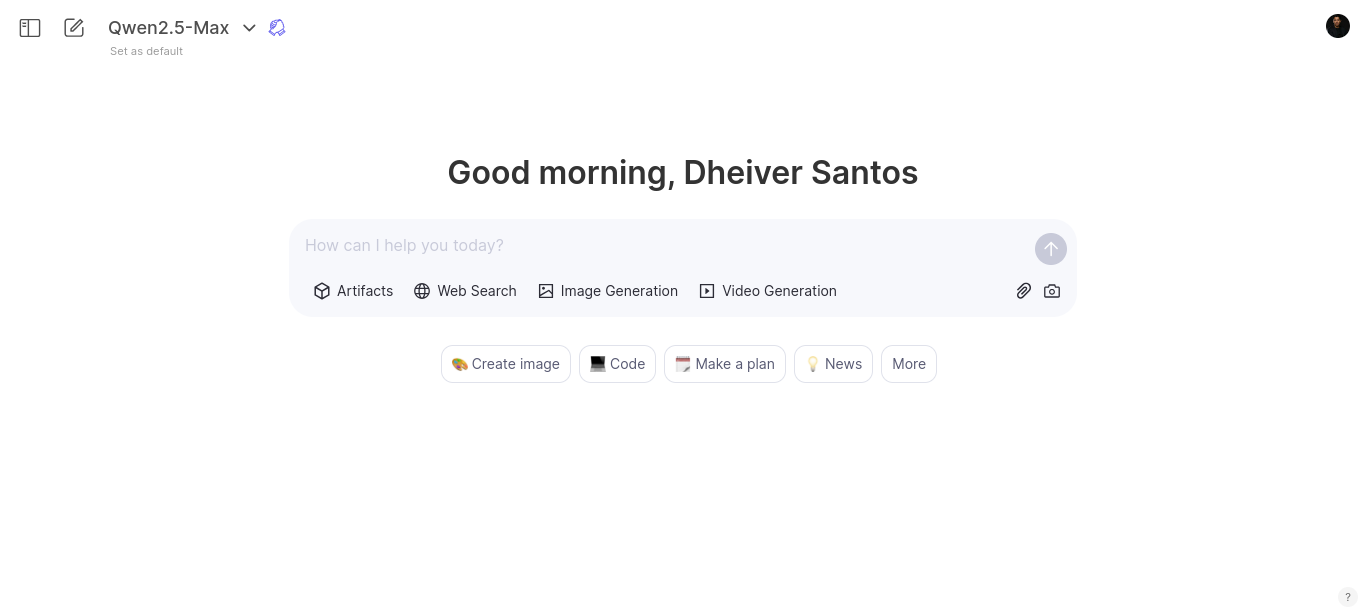 Qwen2.5-Max
Set as default
Good morning, Dheiver Santos
How can I help you today?
Artifacts Web Search Image Generation Video Generation
Create image Code Make a plan News More
?